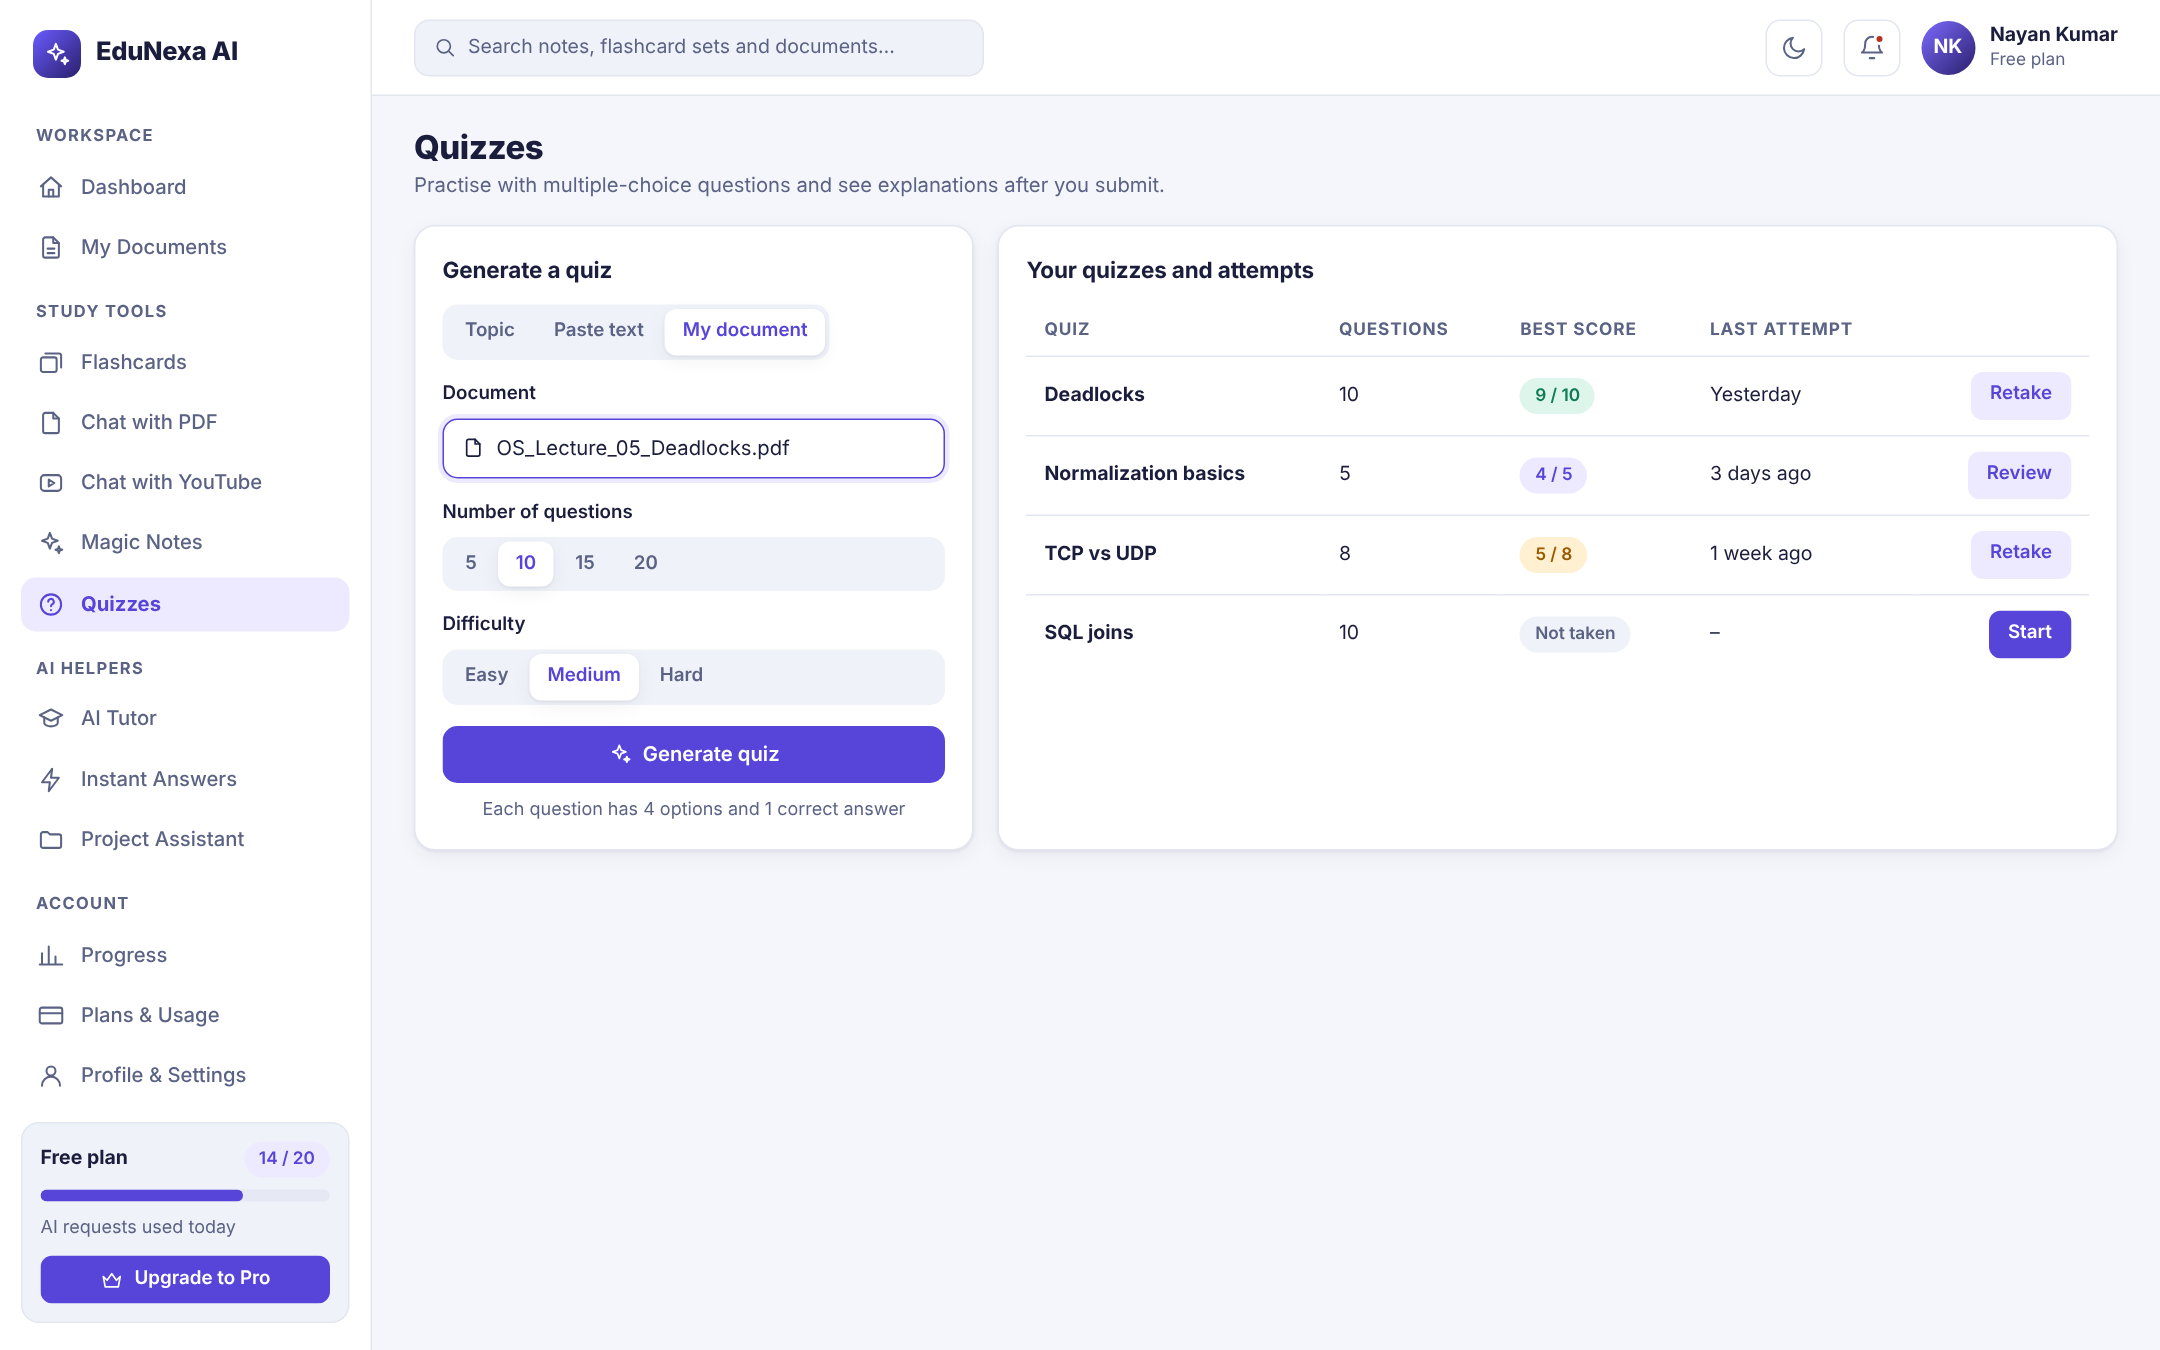 EduNexa AI
WORKSPACE
Dashboard
My Documents
STUDY TOOLS
Flashcards
Chat with PDF
Chat with YouTube
Magic Notes
Quizzes
AI HELPERS
AI Tutor
Instant Answers
Project Assistant
ACCOUNT
Progress
Plans & Usage
Profile & Settings
Free plan 14 / 20
AI requests used today
Upgrade to Pro
Search notes, flashcard sets and documents...
NK
Nayan Kumar
Free plan
Quizzes
Practise with multiple-choice questions and see explanations after you submit.
Generate a quiz
Topic Paste text My document
Document
OS_Lecture_05_Deadlocks.pdf
Number of questions
5 10 15 20
Difficulty
Easy Medium Hard
Generate quiz
Each question has 4 options and 1 correct answer
Your quizzes and attempts
QUIZ QUESTIONS BEST SCORE LAST ATTEMPT
Deadlocks 10 9 / 10 Yesterday Retake
Normalization basics 5 4 / 5 3 days ago Review
TCP vs UDP 8 5 / 8 1 week ago Retake
SQL joins 10 Not taken – Start